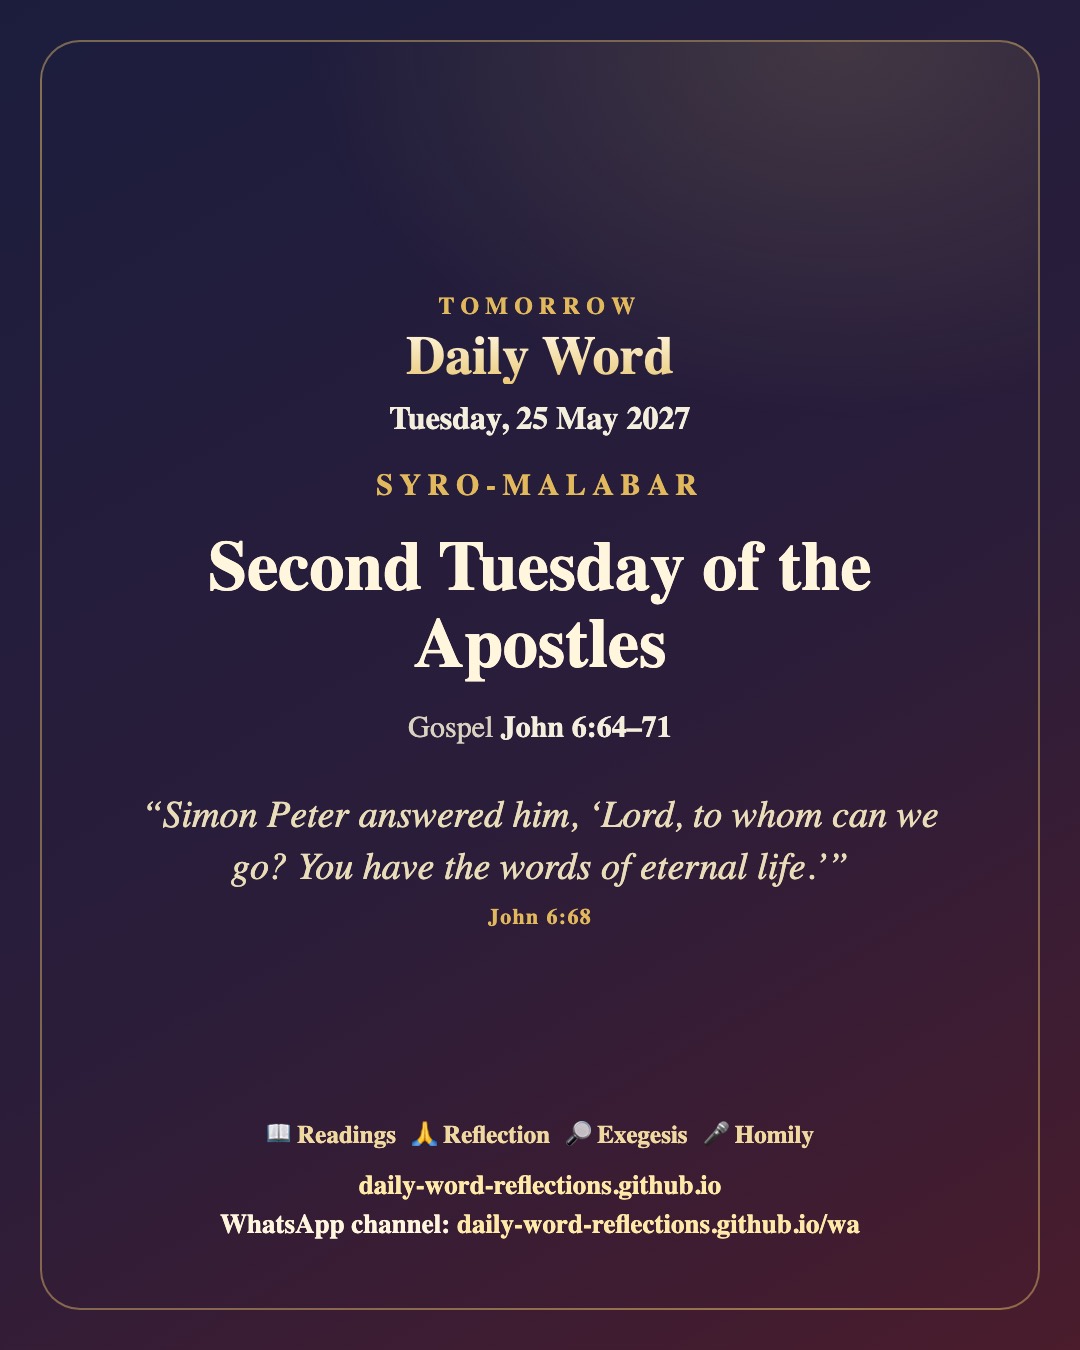 TOMORROW
Daily Word
Tuesday, 25 May 2027
SYRO-MALABAR
Second Tuesday of the
Apostles
Gospel John 6:64–71
“Simon Peter answered him, ‘Lord, to whom can we
go? You have the words of eternal life.’”
John 6:68
📖 Readings 🙏 Reflection 🔎 Exegesis 🎤 Homily
daily-word-reflections.github.io
WhatsApp channel: daily-word-reflections.github.io/wa